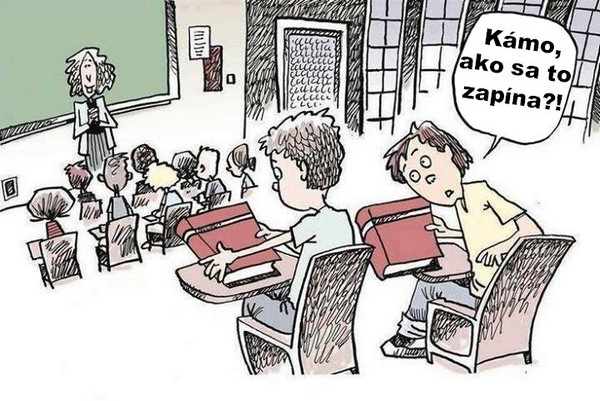 Kámo,
ako sa to
zapína?!